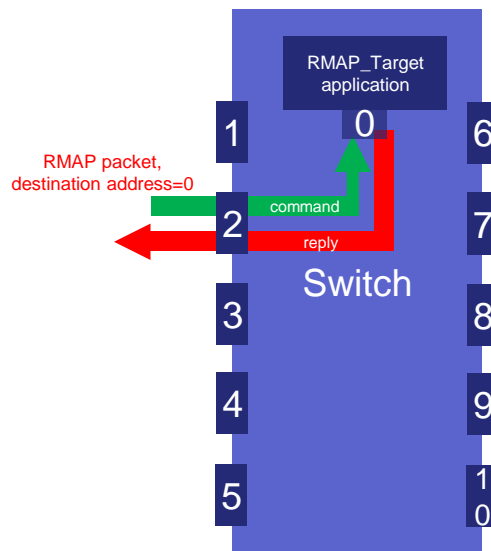 RMAP_Target
application
0
1
6
RMAP packet,
destination address=0
command
2
7
reply
Switch
3
8
4
9
5
1
0